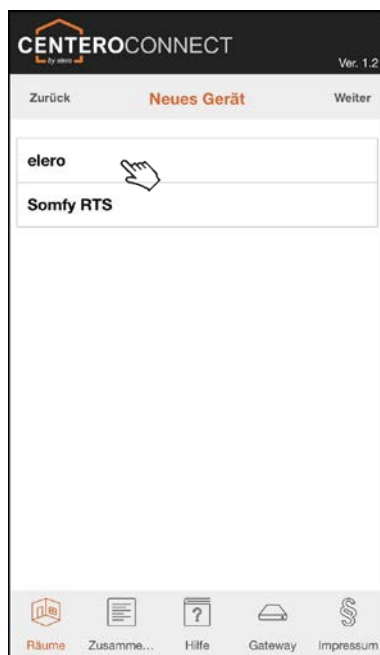 CENTEROCONNECT
by elero
Ver. 1.2
Zurück Neues Gerät Weiter
elero
Somfy RTS
?
Räume Zusamme... Hilfe Gateway Impressum